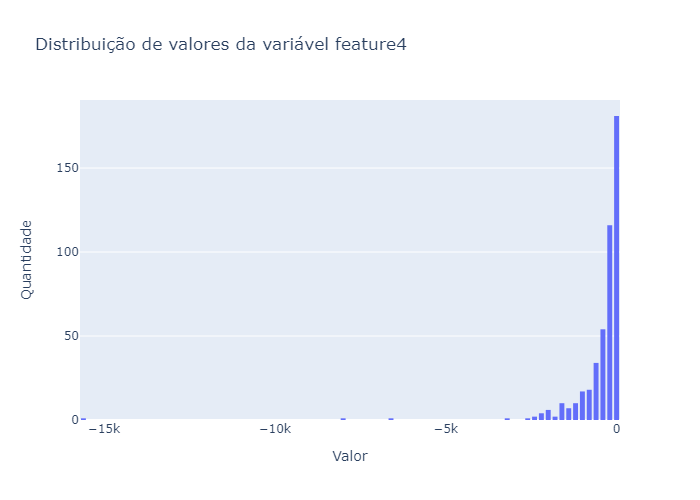 Distribuição de valores da variável feature4
Quantidade
150
100
50
0
−15k
−10k
−5k
0
Valor